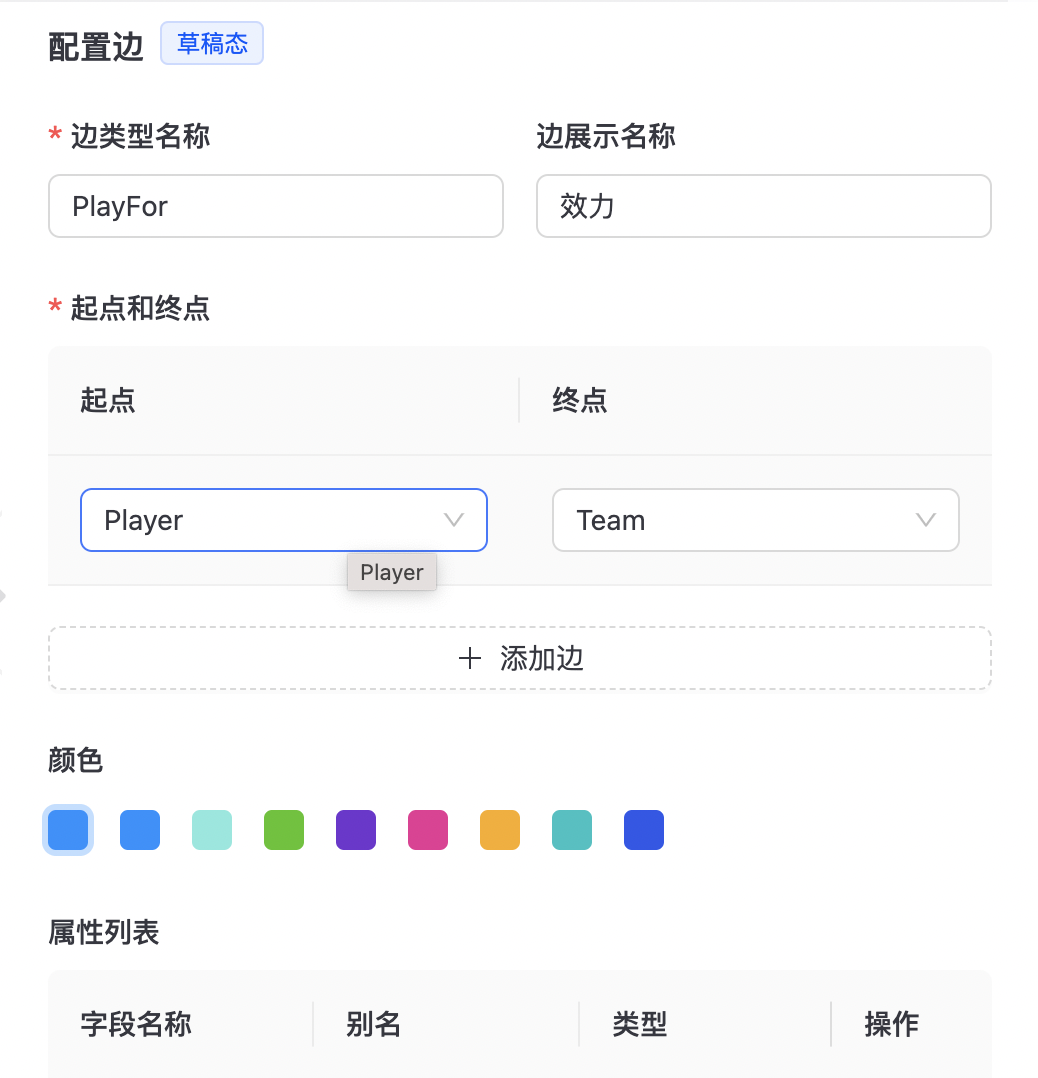 配置边 草稿态
* 边类型名称 边展示名称
PlayFor 效力
* 起点和终点
起点 终点
Player Team
Player
+ 添加边
颜色
属性列表
字段名称 别名 类型 操作